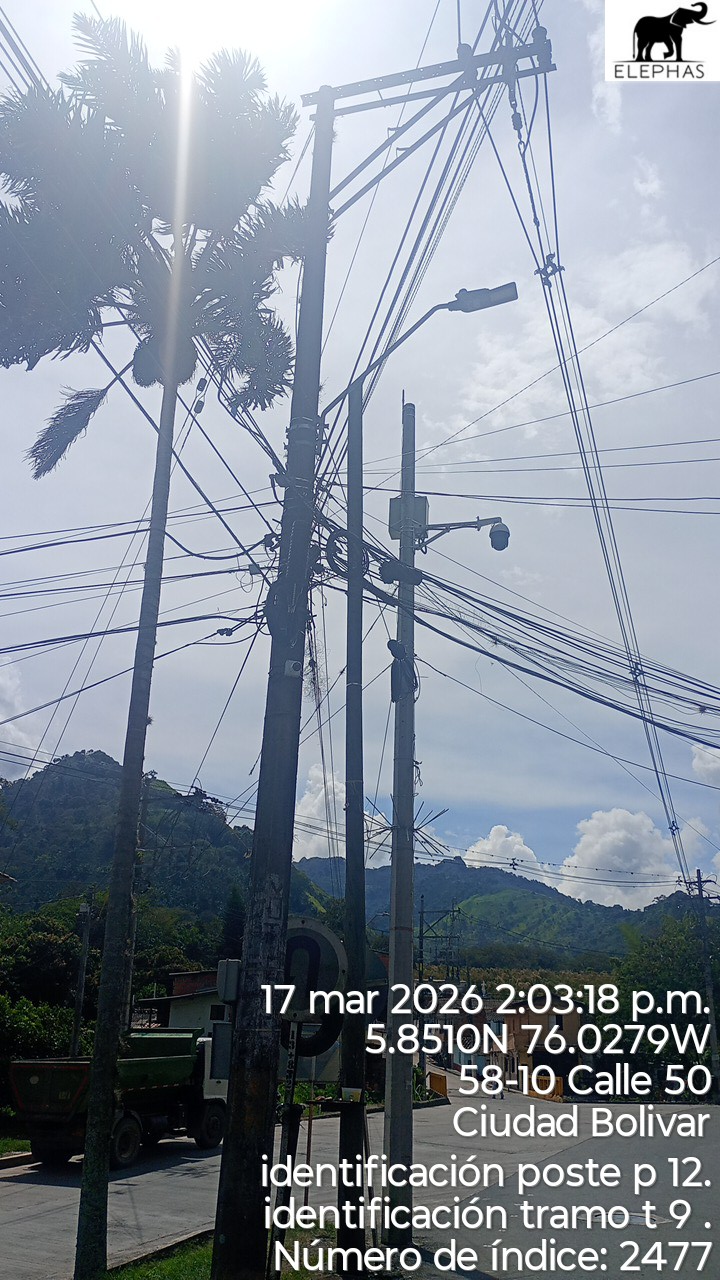 ELEPHAS
17 mar 2026 2:03:18 p.m.
5.8510N 76.0279W
58-10 Calle 50
Ciudad Bolivar
identificación poste p 12.
identificación tramo t 9 .
Número de índice: 2477